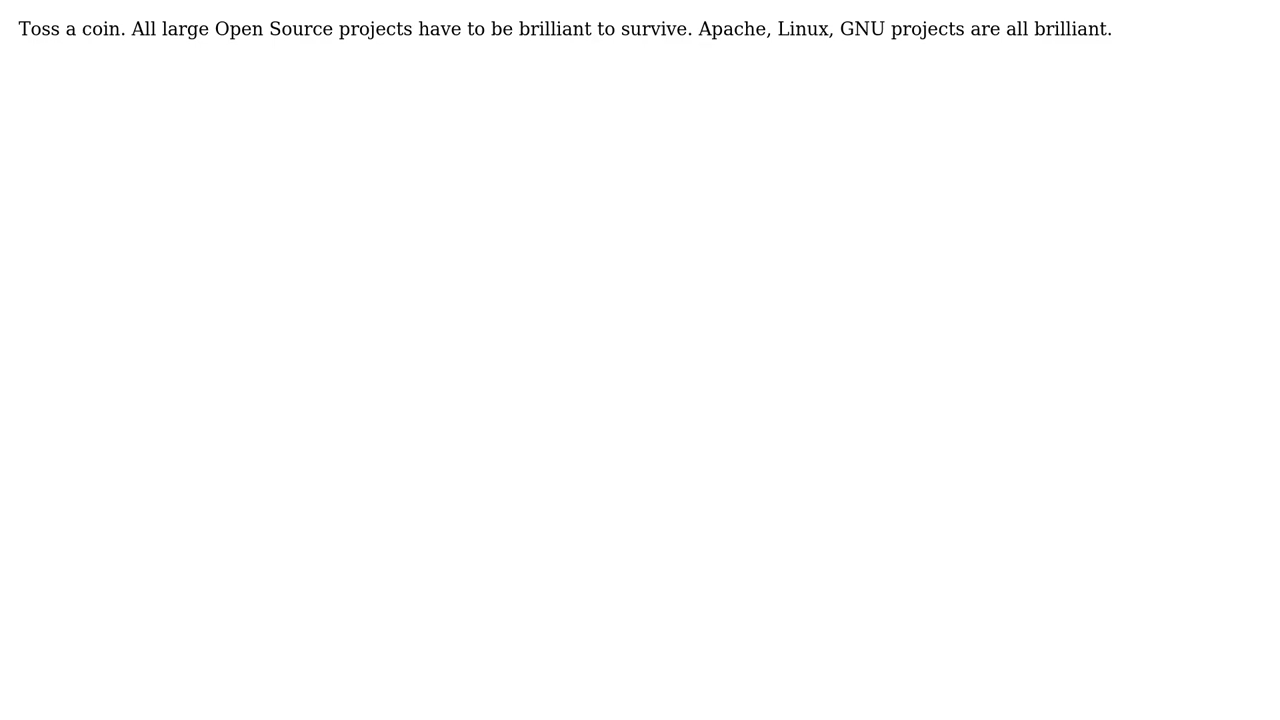 Toss a coin. All large Open Source projects have to be brilliant to survive. Apache, Linux, GNU projects are all brilliant.